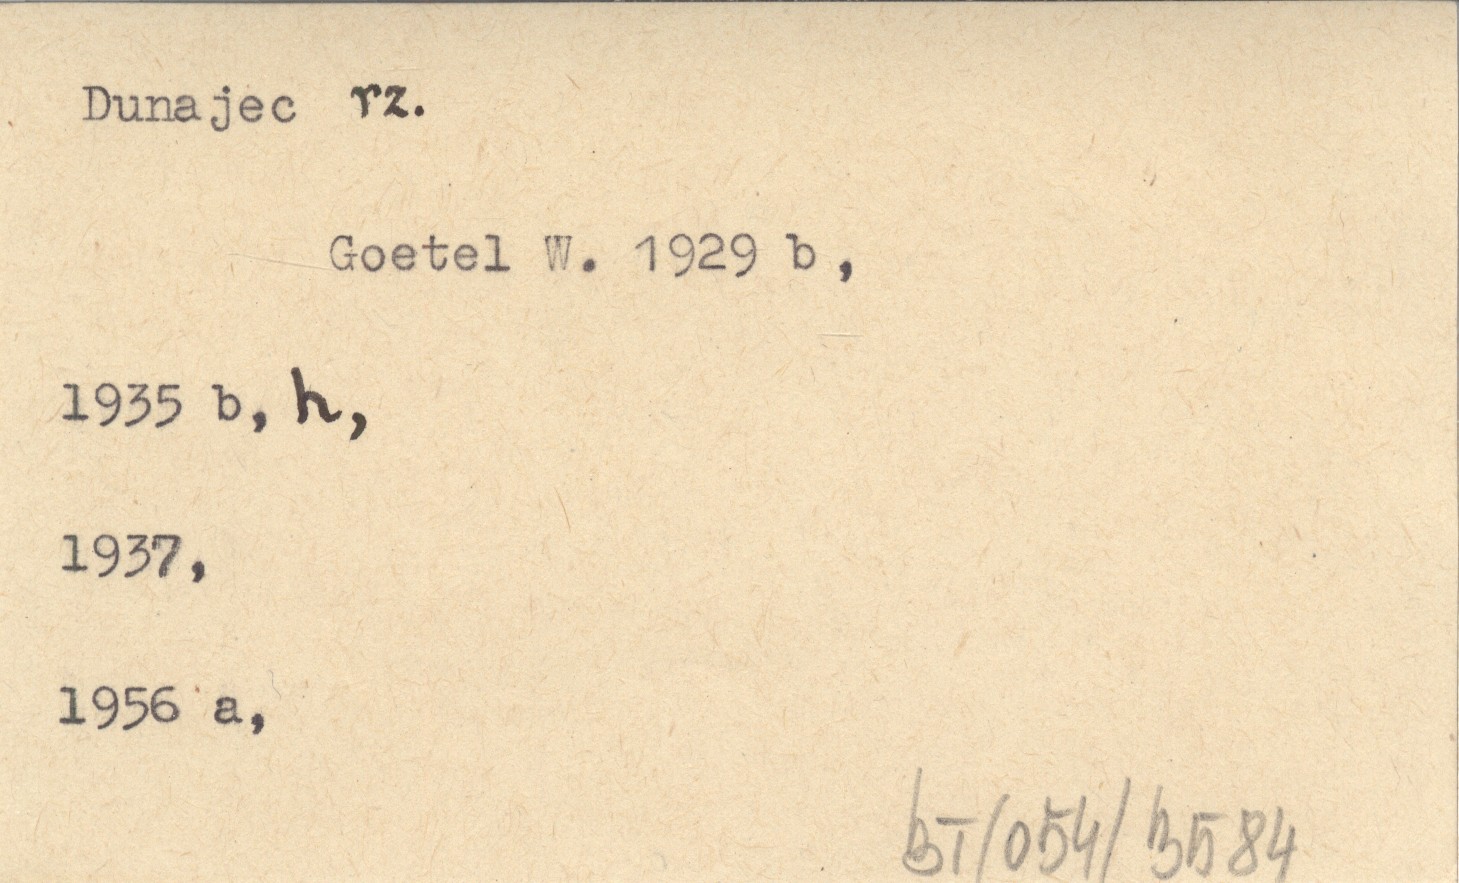 Dunajec rz.
Goetel W. 1929 b,
1935 b, h,
1937,
1956 a,
BT/054/3584